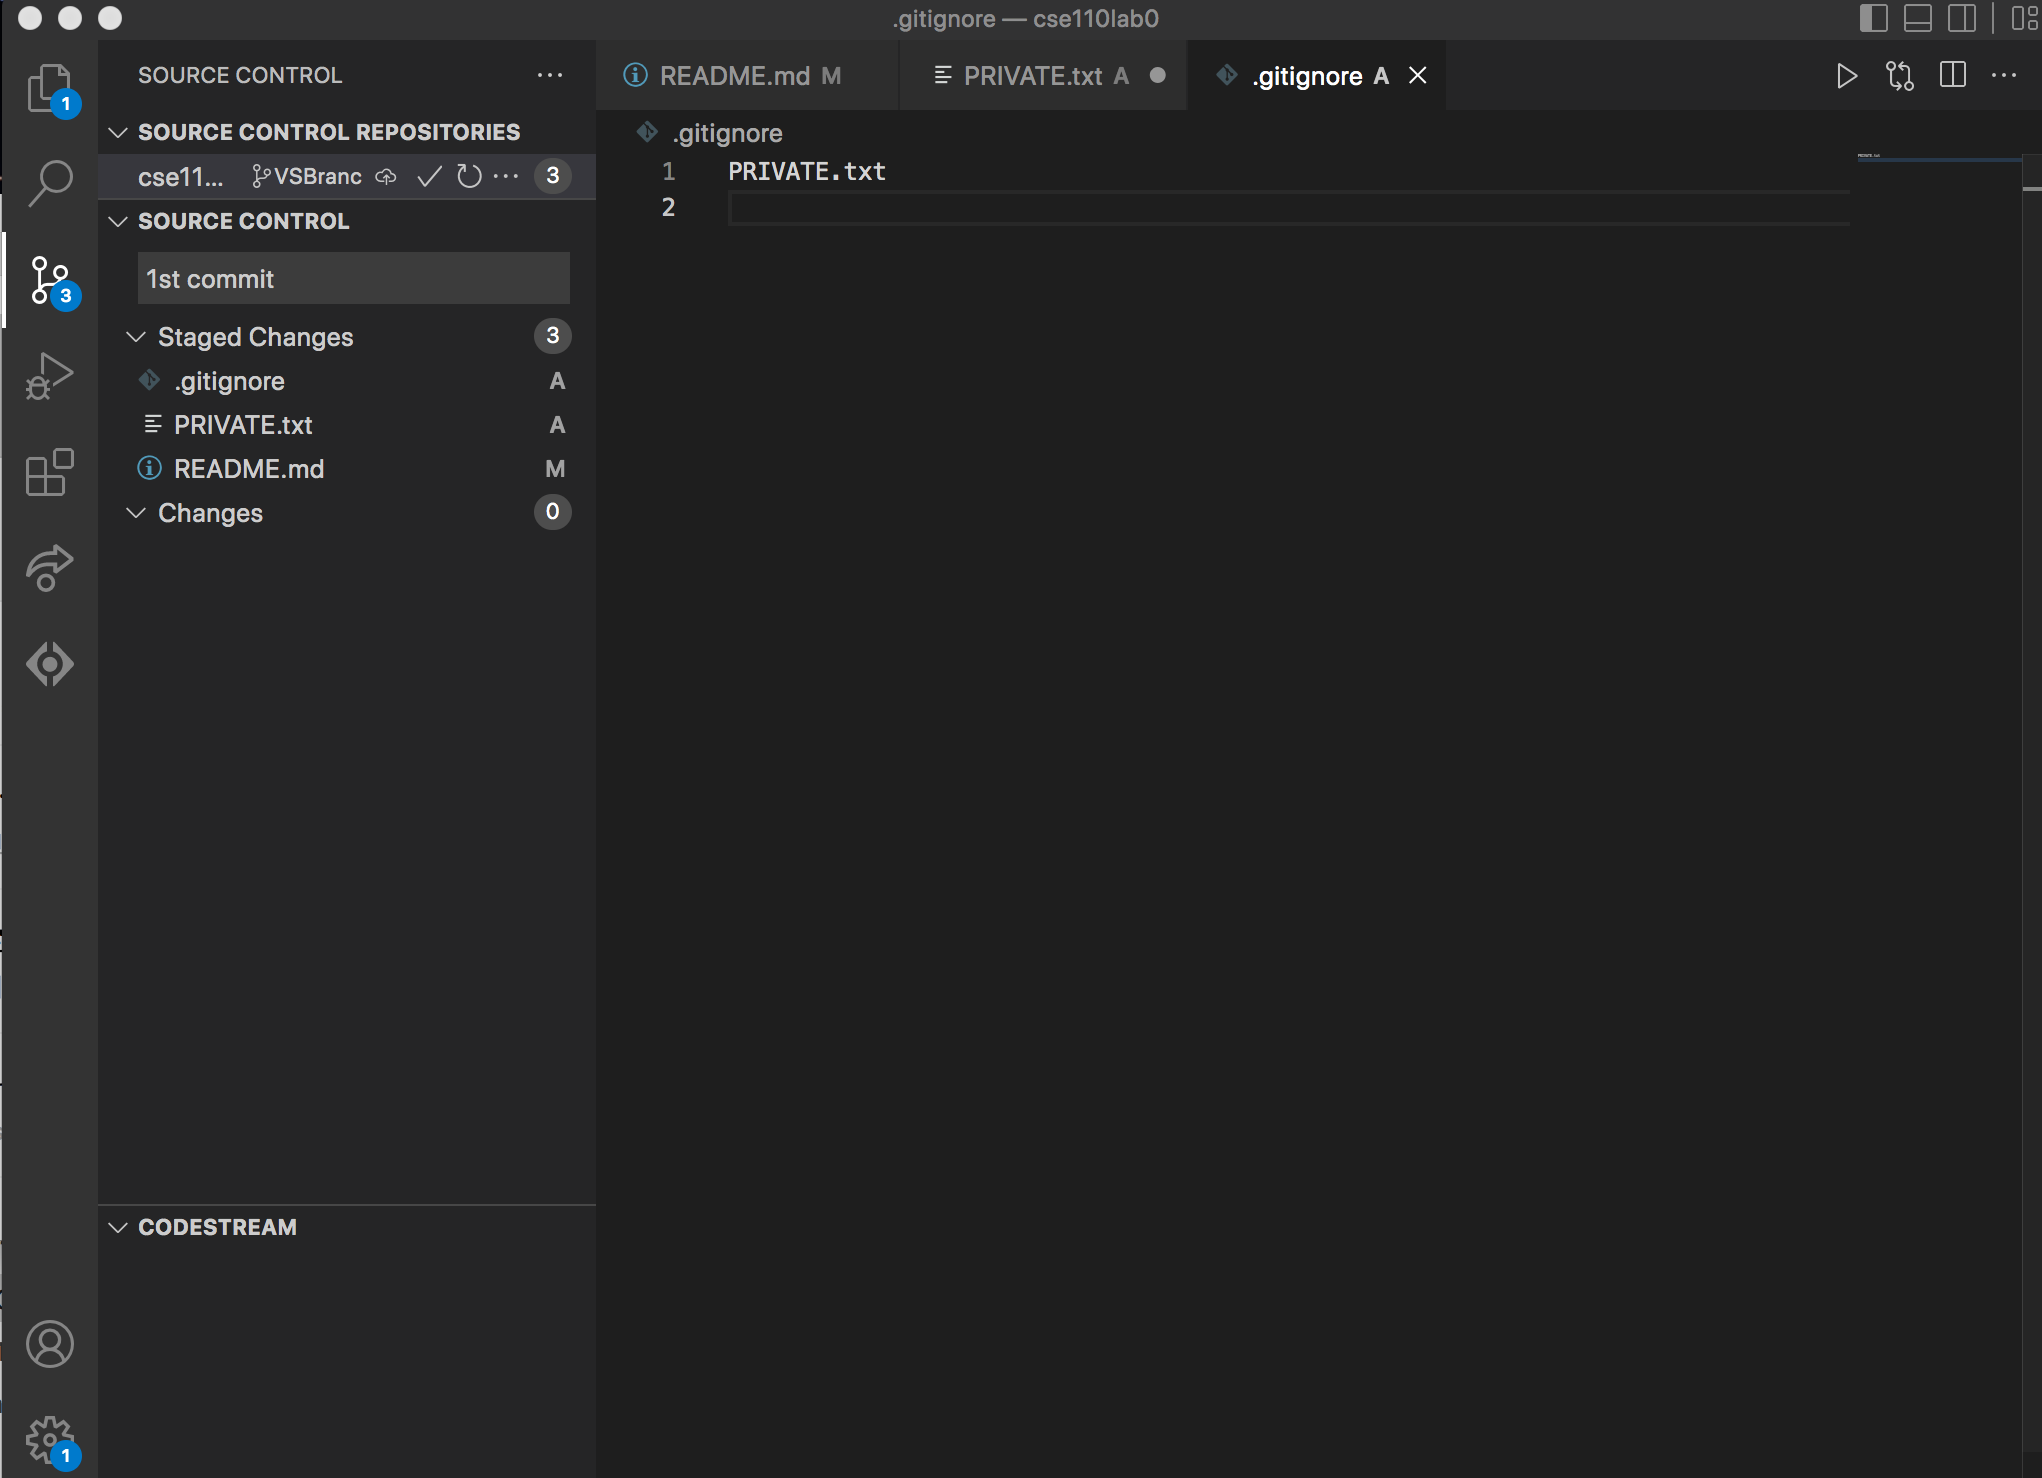 .gitignore — cse110lab0
1
SOURCE CONTROL
README.md M
PRIVATE.txt A
.gitignore A
SOURCE CONTROL REPOSITORIES
.gitignore
cse11... VSBranc 3
1 PRIVATE.txt
2
SOURCE CONTROL
1st commit
3
Staged Changes 3
.gitignore A
PRIVATE.txt A
README.md M
Changes 0
CODESTREAM
1